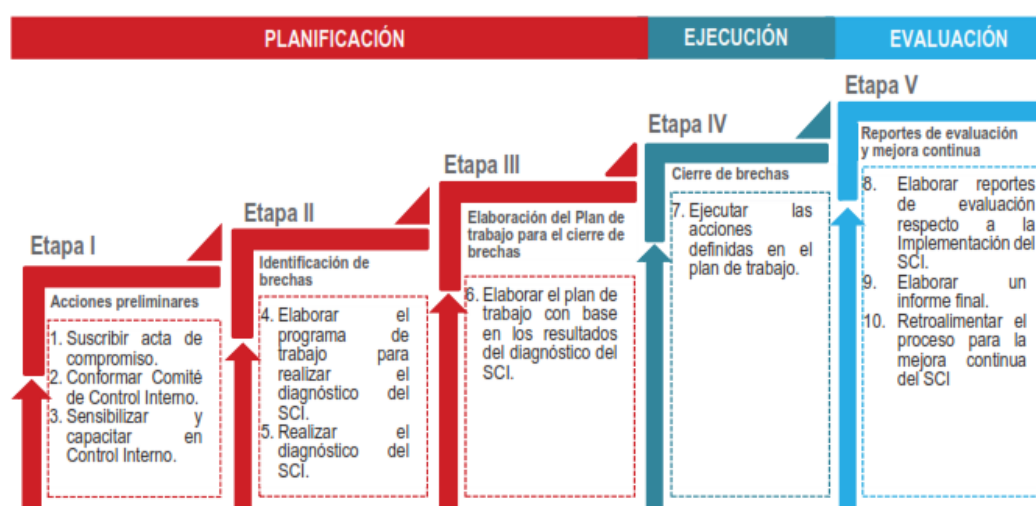 PLANIFICACIÓN
EJECUCIÓN
EVALUACIÓN
Etapa I
Acciones preliminares
1. Suscribir acta de
compromiso.
2. Conformar Comité
de Control Interno.
3. Sensibilizar y
capacitar en
Control Interno.
Etapa II
Identificación de
brechas
4. Elaborar el
programa de
trabajo para
realizar el
diagnóstico del
SCI.
5. Realizar el
diagnóstico del
SCI.
Etapa III
Elaboración del Plan de
trabajo para el cierre de
brechas
6. Elaborar el plan de
trabajo con base
en los resultados
del diagnóstico del
SCI.
Etapa IV
Cierre de brechas
7. Ejecutar las
acciones
definidas en el
plan de trabajo.
Etapa V
Reportes de evaluación
y mejora continua
8. Elaborar reportes
de evaluación
respecto a la
Implementación del
SCI.
9. Elaborar un
informe final.
10. Retroalimentar el
proceso para la
mejora continua
del SCI